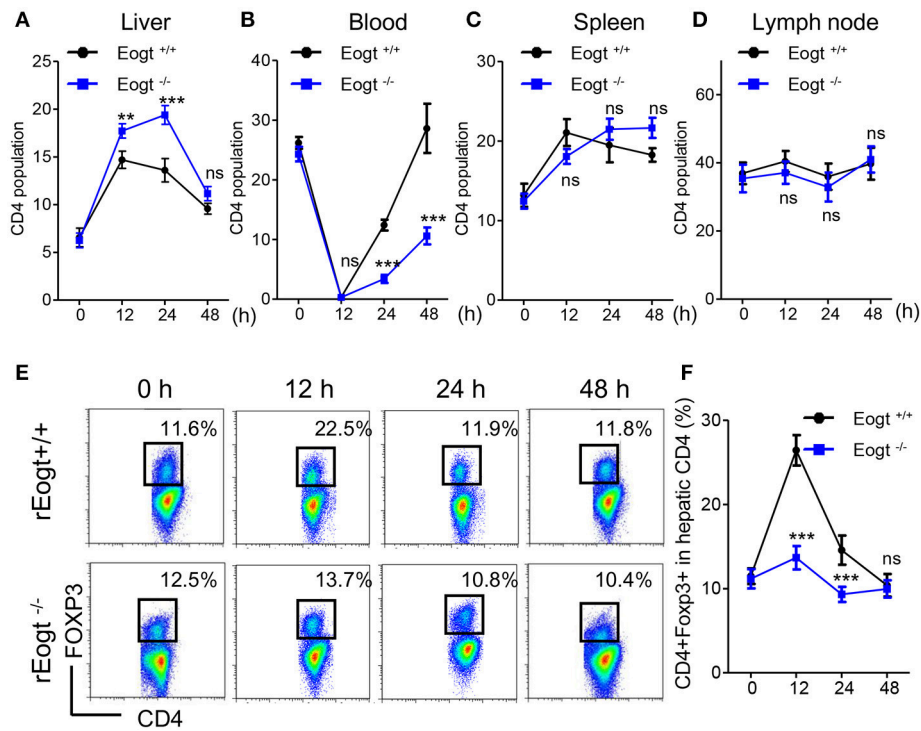 A Liver
Eogt +/+
Eogt -/-
CD4 population
25
20
15
10
5
0
** *** ns
0 12 24 48 (h)
B Blood
Eogt +/+
Eogt -/-
CD4 population
40
30
20
10
0
ns *** ***
0 12 24 48 (h)
C Spleen
Eogt +/+
Eogt -/-
CD4 population
30
20
10
0
ns ns ns
0 12 24 48 (h)
D Lymph node
Eogt +/+
Eogt -/-
CD4 population
60
40
20
0
ns ns ns
0 12 24 48 (h)
E
0 h 12 h 24 h 48 h
rEogt+/+
11.6% 22.5% 11.9% 11.8%
rEogt -/-
12.5% 13.7% 10.8% 10.4%
FOXP3
CD4
F
Eogt +/+
Eogt -/-
CD4+Foxp3+ in hepatic CD4 (%)
30
20
10
0
*** *** ns
0 12 24 48